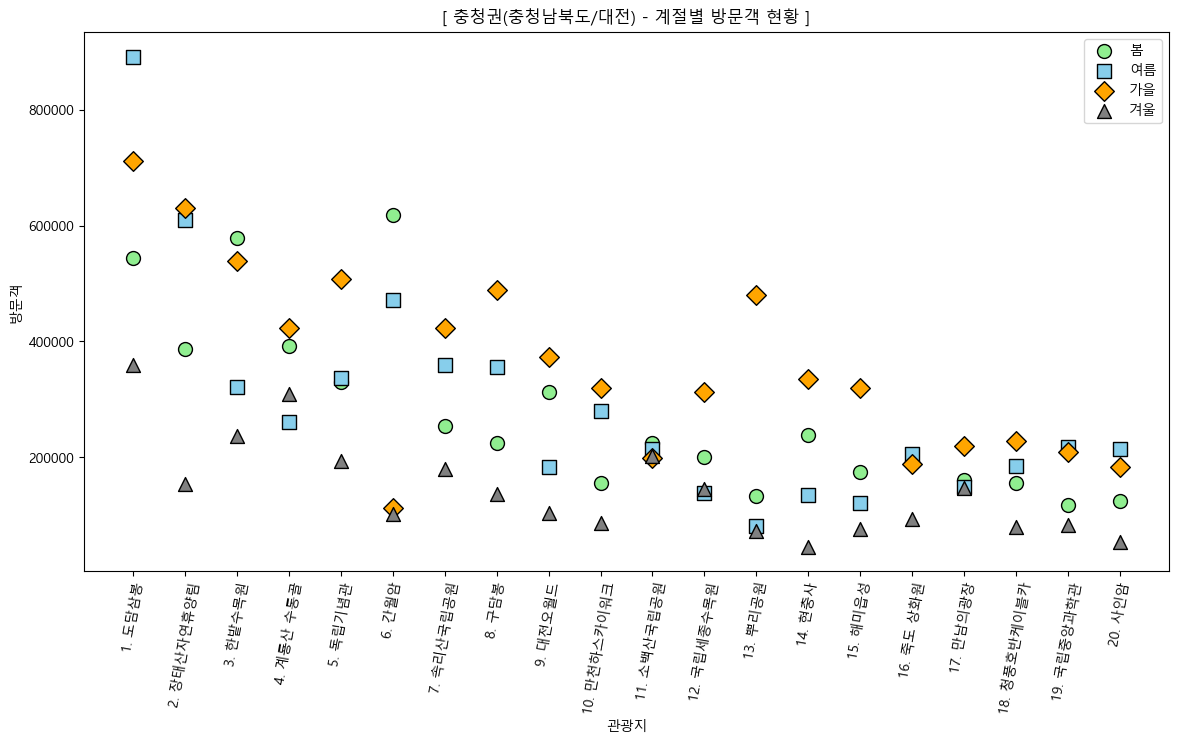 [ 충청권(충청남북도/대전) - 계절별 방문객 현황 ]
봄
여름
가을
겨울
800000
600000
400000
200000
방문객
1. 도담삼봉
2. 장태산자연휴양림
3. 한밭수목원
4. 계룡산 수통골
5. 독립기념관
6. 간월암
7. 속리산국립공원
8. 구담봉
9. 대전오월드
10. 만천하스카이워크
11. 소백산국립공원
12. 국립세종수목원
13. 뿌리공원
14. 현충사
15. 해미읍성
16. 죽도 상화원
17. 만남의광장
18. 청풍호반케이블카
19. 국립중앙과학관
20. 사인암
관광지